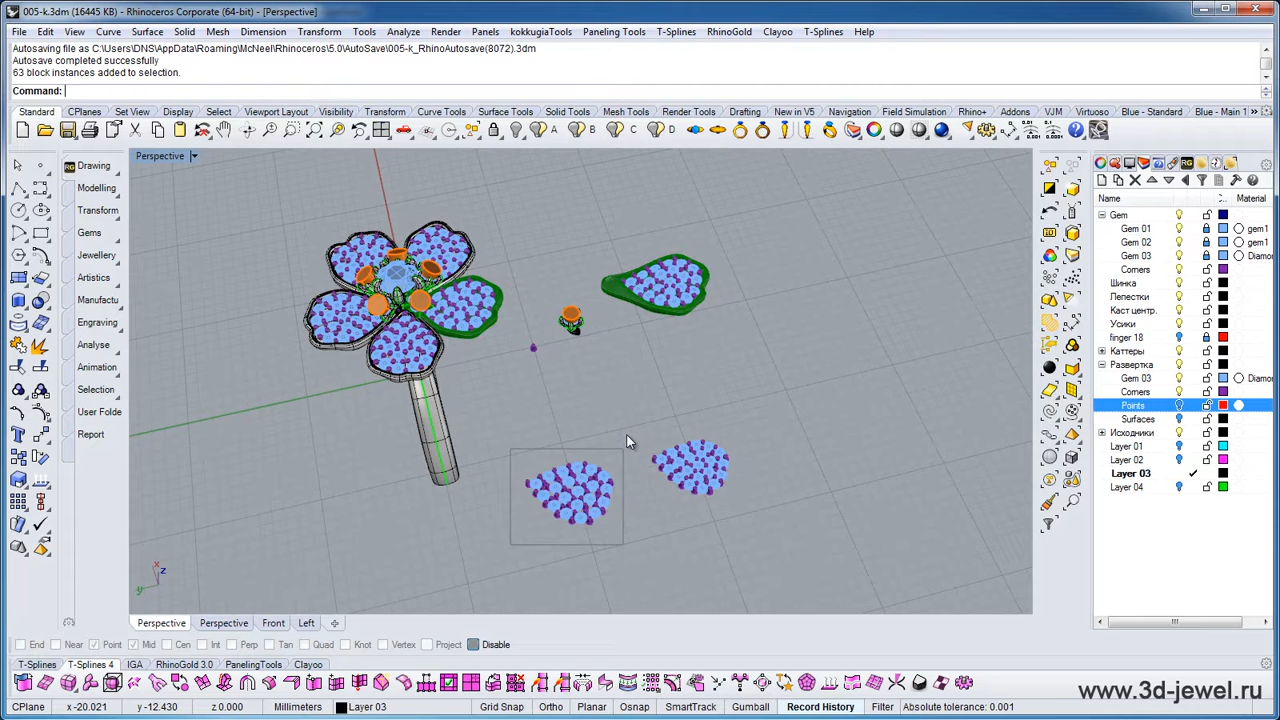 005-k.3dm (16445 KB) - Rhinoceros Corporate (64-bit) - [Perspective]
File Edit View Curve Surface Solid Mesh Dimension Transform Tools Analyze Render Panels kokkugiaTools Paneling Tools T-Splines RhinoGold Clayoo T-Splines Help
Autosaving file as C:\Users\DNS\AppData\Roaming\McNeel\Rhinoceros\5.0\AutoSave\005-k_RhinoAutosave(8072).3dm
Autosave completed successfully
63 block instances added to selection.
Command:
Standard CPlanes Set View Display Select Viewport Layout Visibility Transform Curve Tools Surface Tools Solid Tools Mesh Tools Render Tools Drafting New in V5 Navigation Field Simulation Rhino+ Addons VJM Virtuoso Blue - Standard Blue - Main 1
A B C D
Perspective
RG Drawing
Modelling
Transform
Gems
Jewellery
Artistics
Manufactu
Engraving
Analyse
Animation
Selection
User Folde
Report
Name Material
Gem
Gem 01 gem1
Gem 02 gem1
Gem 03 Diamo
Corners
Шинка
Лепестки
Каст центр.
Усики
finger 18
Каттеры
Развертка
Gem 03 Diamo
Corners
Points
Surfaces
Исходники
Layer 01
Layer 02
Layer 03
Layer 04
x z
y
Perspective Perspective Front Left
End Near Point Mid Cen Int Perp Tan Quad Knot Vertex Project Disable
T-Splines T-Splines 4 IGA RhinoGold 3.0 PanelingTools Clayoo
www.3d-jewel.ru
CPlane x -20.021 y -12.430 z 0.000 Millimeters Layer 03 Grid Snap Ortho Planar Osnap SmartTrack Gumball Record History Filter Absolute tolerance: 0.001